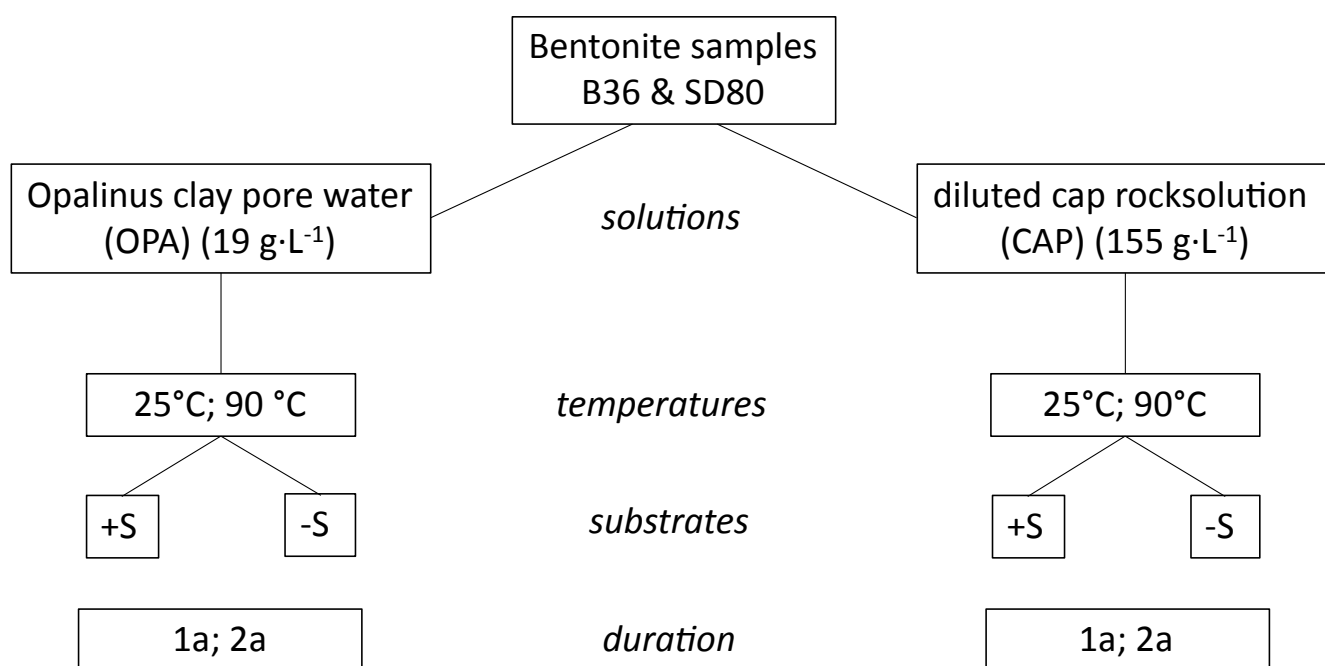 Bentonite samples
B36 & SD80
Opalinus clay pore water
(OPA) (19 g·L⁻¹)
solutions
diluted cap rocksolution
(CAP) (155 g·L⁻¹)
25°C; 90 °C
temperatures
25°C; 90°C
+S
-S
substrates
+S
-S
1a; 2a
duration
1a; 2a